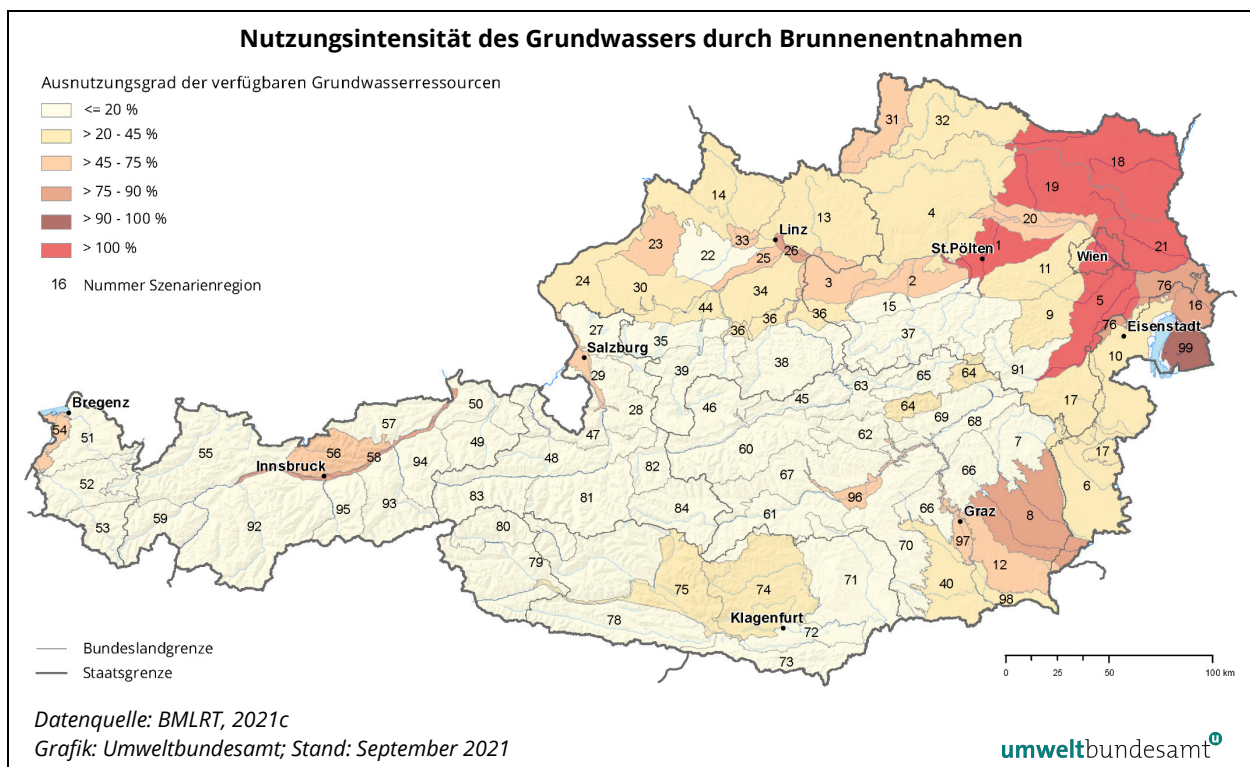 Nutzungsintensität des Grundwassers durch Brunnenentnahmen
Ausnutzungsgrad der verfügbaren Grundwasserressourcen
<= 20 %
> 20 - 45 %
> 45 - 75 %
> 75 - 90 %
> 90 - 100 %
> 100 %
16 Nummer Szenarienregion
31 32
18
14 19
13 4 20
Linz
23 33 22 25 26 St.Pölten 1 Wien 21
11
24 30 34 3 2 76
44 36 36 15 5 16
27 36 9 76
35 37 Eisenstadt
Salzburg 99
29 39 38 10
65 64 91
63
50 28 46 45 64 17
Bregenz
54 51 57 69 68
49 47 62 7
55 56 58 48 60 17
94 82 66
Innsbruck
52 67 6
83 81 96
53 59 92 95 93 84 61 66 Graz 8
80 97
70
79 12
75 74 71 40
98
78 Klagenfurt
72
73
Bundeslandgrenze
Staatsgrenze
0 25 50 100 km
Datenquelle: BMLRT, 2021c
Grafik: Umweltbundesamt; Stand: September 2021
umweltbundesamt u